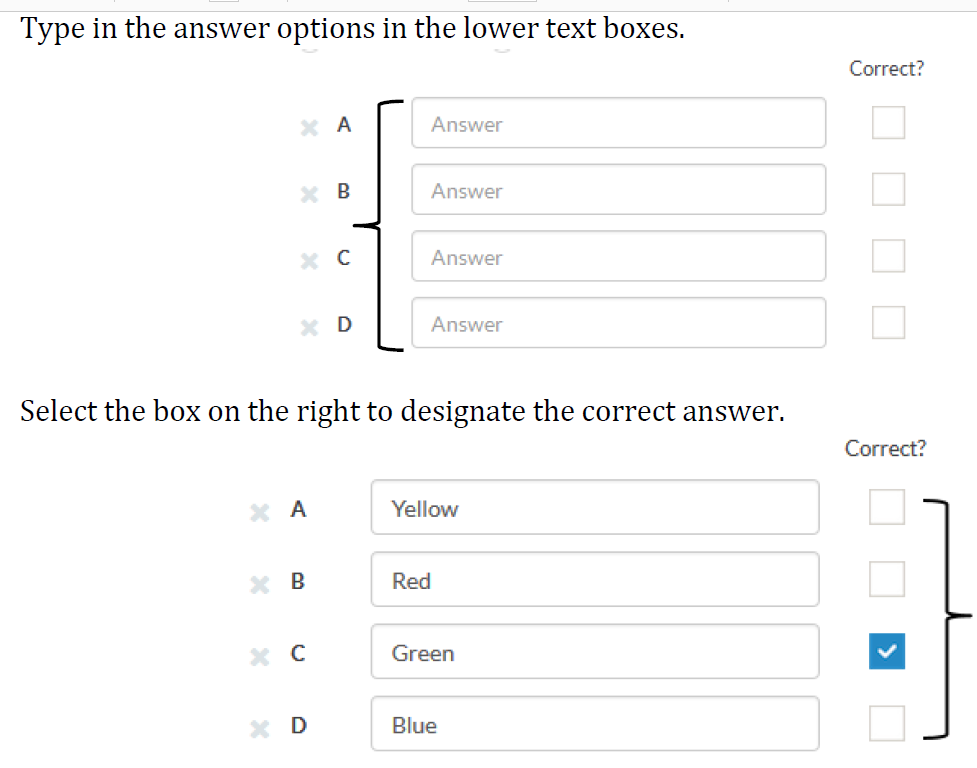 Type in the answer options in the lower text boxes.
Correct?
A Answer
B Answer
C Answer
D Answer
Select the box on the right to designate the correct answer.
Correct?
A Yellow
B Red
C Green
D Blue